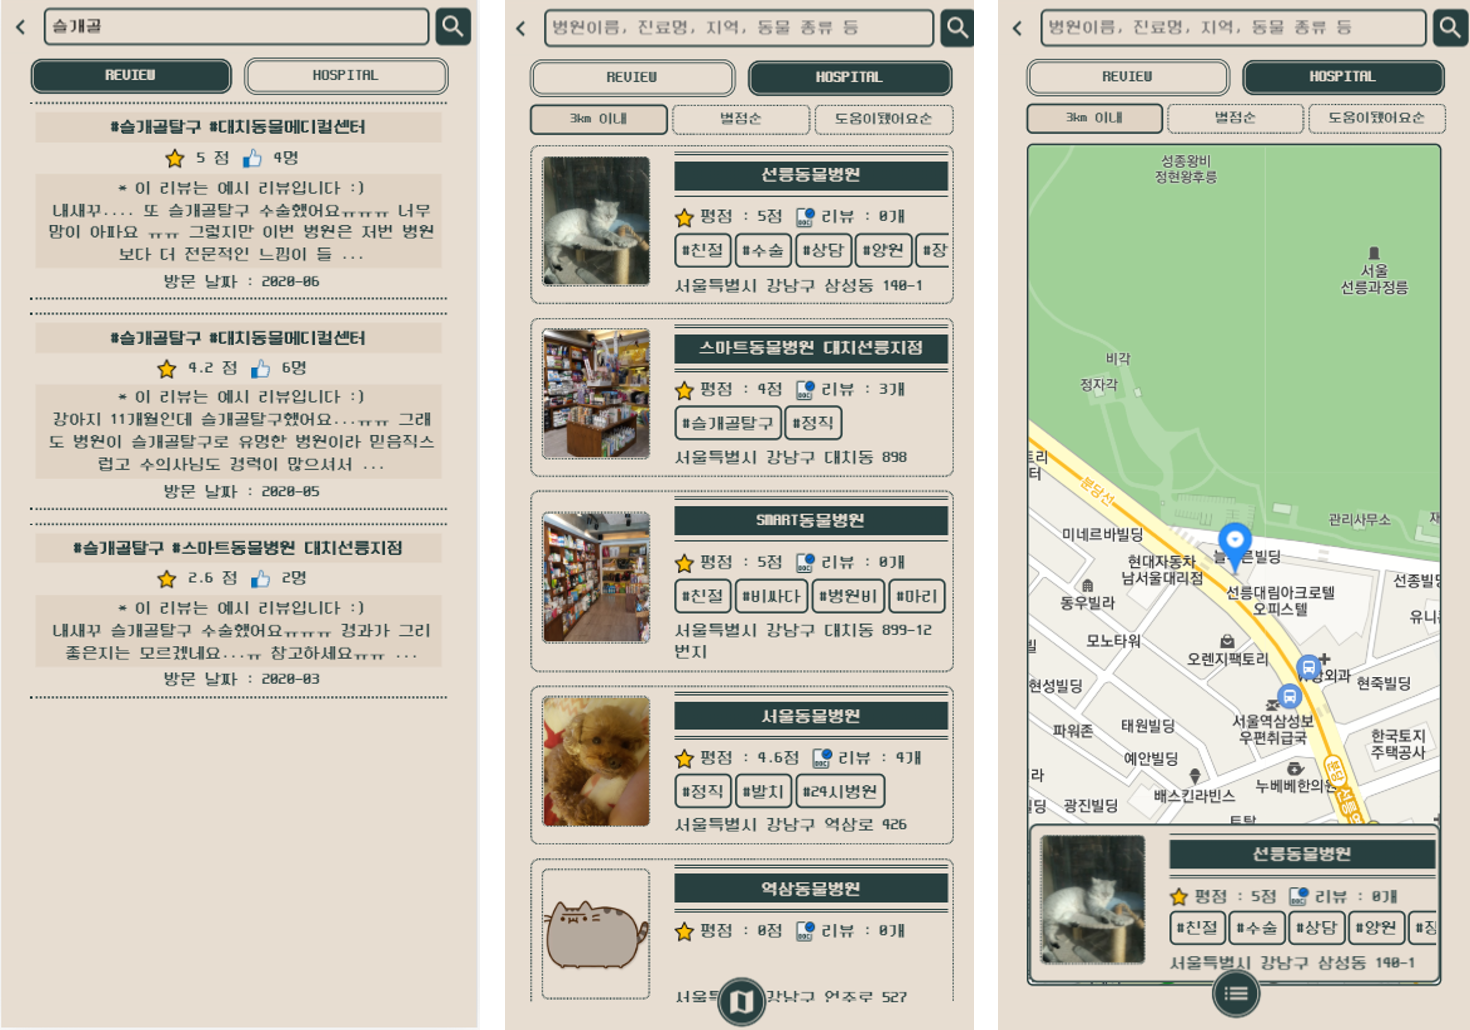 슬개골
REVIEW
HOSPITAL
#슬개골탈구 #대치동물메디컬센터
5 점 4명
* 이 리뷰는 예시 리뷰입니다 :)
내새꾸.... 또 슬개골탈구 수술했어요ㅠㅠㅠㅠ 너무
맘이 아파요 ㅠㅠ 그렇지만 이번 병원은 저번 병원
보다 더 전문적인 느낌이 들 ...
방문 날짜 : 2020-06
#슬개골탈구 #대치동물메디컬센터
4.2 점 6명
* 이 리뷰는 예시 리뷰입니다 :)
강아지 11개월인데 슬개골탈구했어요...ㅠㅠ 그래
도 병원이 슬개골탈구로 유명한 병원이라 믿음직스
럽고 수의사님도 경력이 많으셔서 ...
방문 날짜 : 2020-05
#슬개골탈구 #스마트동물병원 대치선릉지점
2.6 점 2명
* 이 리뷰는 예시 리뷰입니다 :)
내새꾸 슬개골탈구 수술했어요ㅠㅠㅠ 경과가 그리
좋은지는 모르겠네요...ㅠ 참고하세요ㅠㅠ ...
방문 날짜 : 2020-03
병원이름, 진료명, 지역, 동물 종류 등
REVIEW
HOSPITAL
3km 이내
별점순
도움이됐어요순
선릉동물병원
평점 : 5점 리뷰 : 0개
#친절 #수술 #상담 #양원 #장
서울특별시 강남구 삼성동 140-1
스마트동물병원 대치선릉지점
평점 : 4점 리뷰 : 3개
#슬개골탈구 #정직
서울특별시 강남구 대치동 898
SMART동물병원
평점 : 5점 리뷰 : 0개
#친절 #비싸다 #병원비 #마리
서울특별시 강남구 대치동 899-12
번지
서울동물병원
평점 : 4.6점 리뷰 : 4개
#정직 #발치 #24시병원
서울특별시 강남구 역삼로 426
역삼동물병원
평점 : 0점 리뷰 : 0개
강남구 언주로 527
병원이름, 진료명, 지역, 동물 종류 등
REVIEW
HOSPITAL
3km 이내
별점순
도움이됐어요순
성종왕비
정현왕후릉
서울
선릉과정릉
비각
정자각
트리
터
분당선
관리사무소
재
미네르바빌딩
현대자동차
남서울대리점
선릉대림아크로텔
오피스텔
선종빌딩
동우빌라
유니
모노타워
오렌지팩토리
현성빌딩
현죽빌딩
파워존
태원빌딩
서울역삼성보
우편취급국
한국토지
주택공사
예안빌딩
라
누베베한의원
배스킨라빈스
빌딩
광진빌딩
토탈
분당
선릉동물병원
평점 : 5점 리뷰 : 0개
#친절 #수술 #상담 #양원 #장
서울특별시 강남구 삼성동 140-1